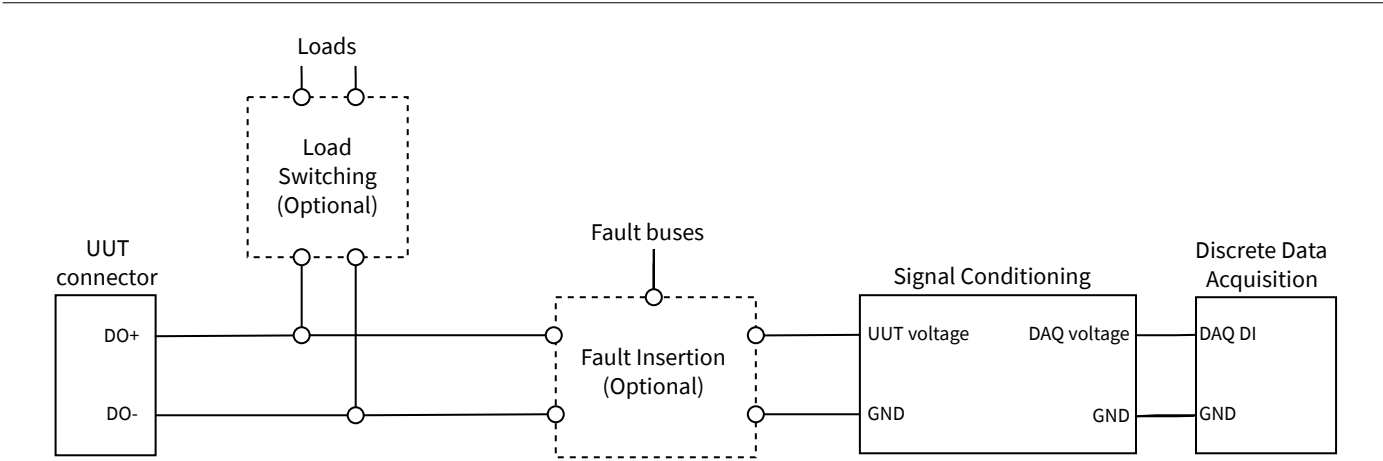 Loads
Load
Switching
(Optional)
UUT
connector
DO+
DO-
Fault buses
Fault Insertion
(Optional)
Signal Conditioning
UUT voltage
DAQ voltage
GND
GND
Discrete Data
Acquisition
DAQ DI
GND